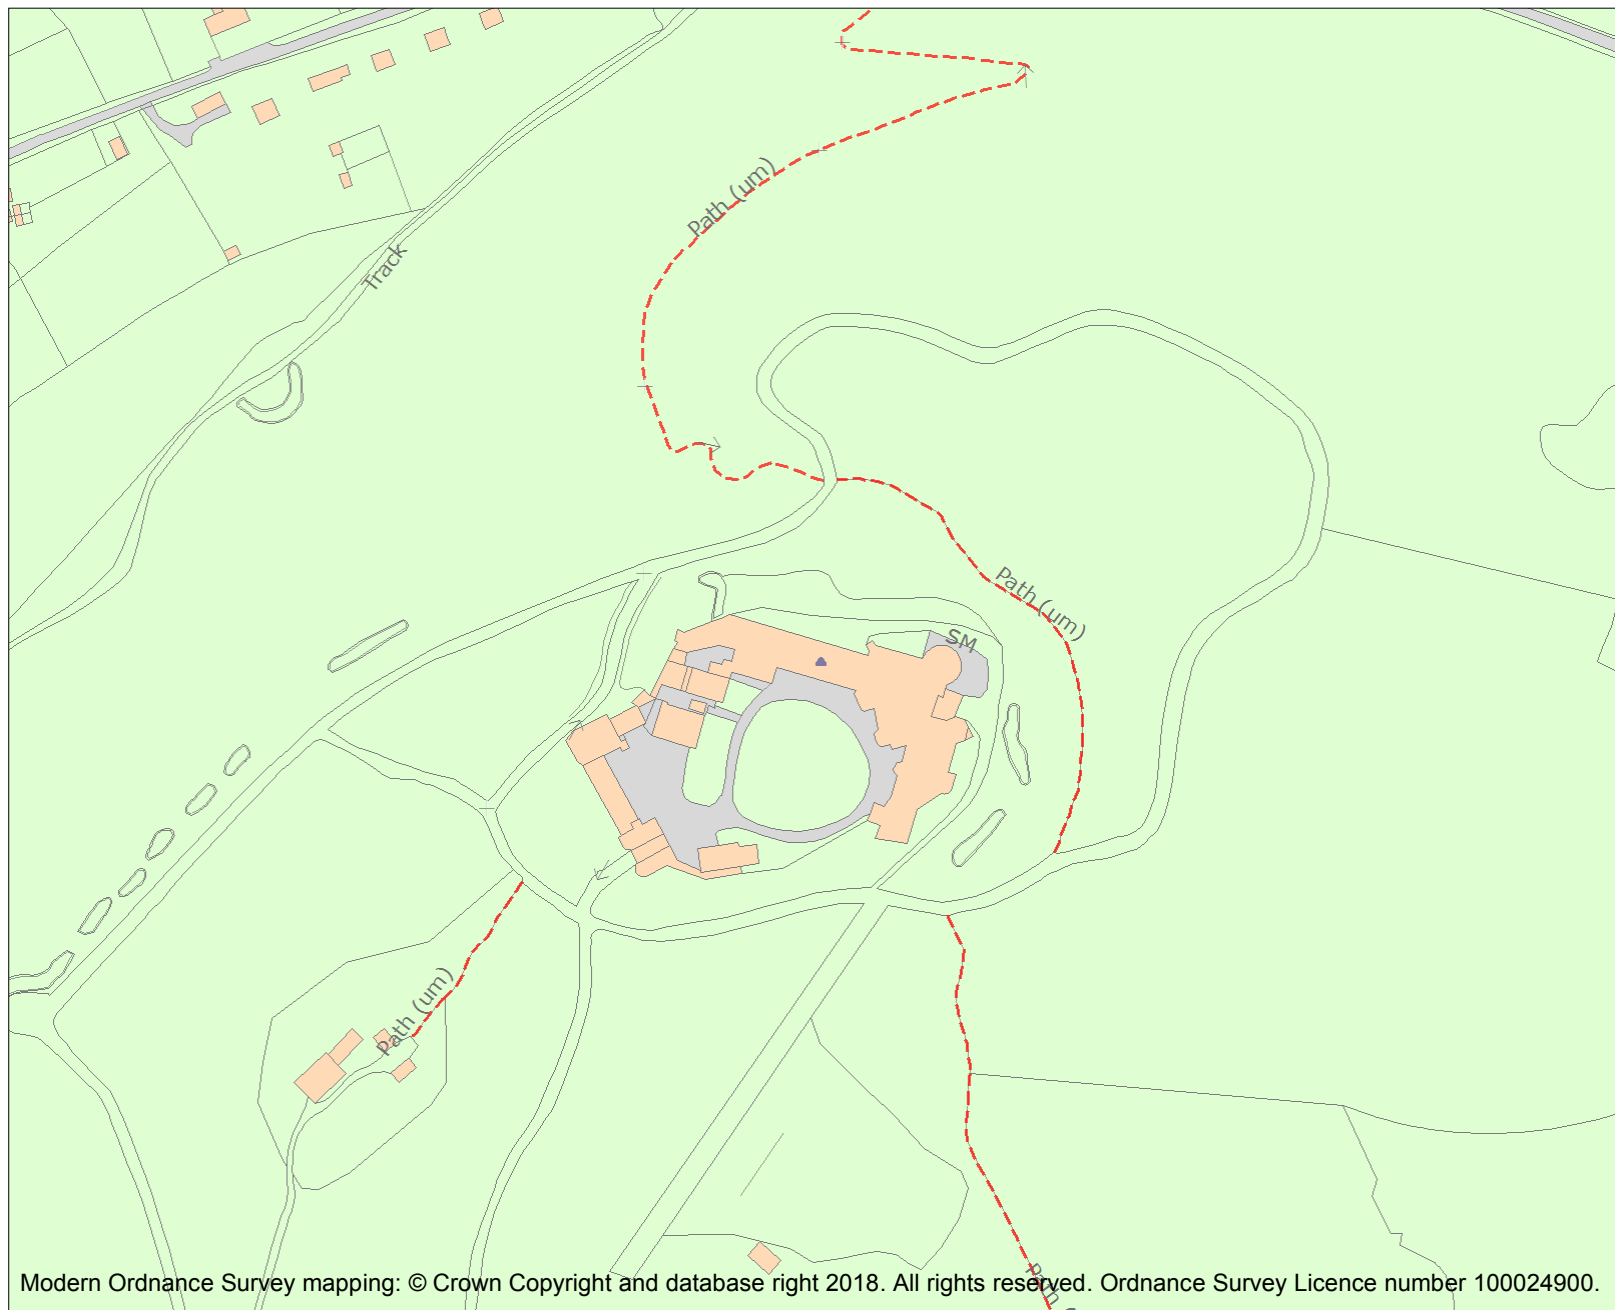 Path (um)
Track
Path (um)
SM
Path (um)
Path
Modern Ordnance Survey mapping: © Crown Copyright and database right 2018. All rights reserved. Ordnance Survey Licence number 100024900.